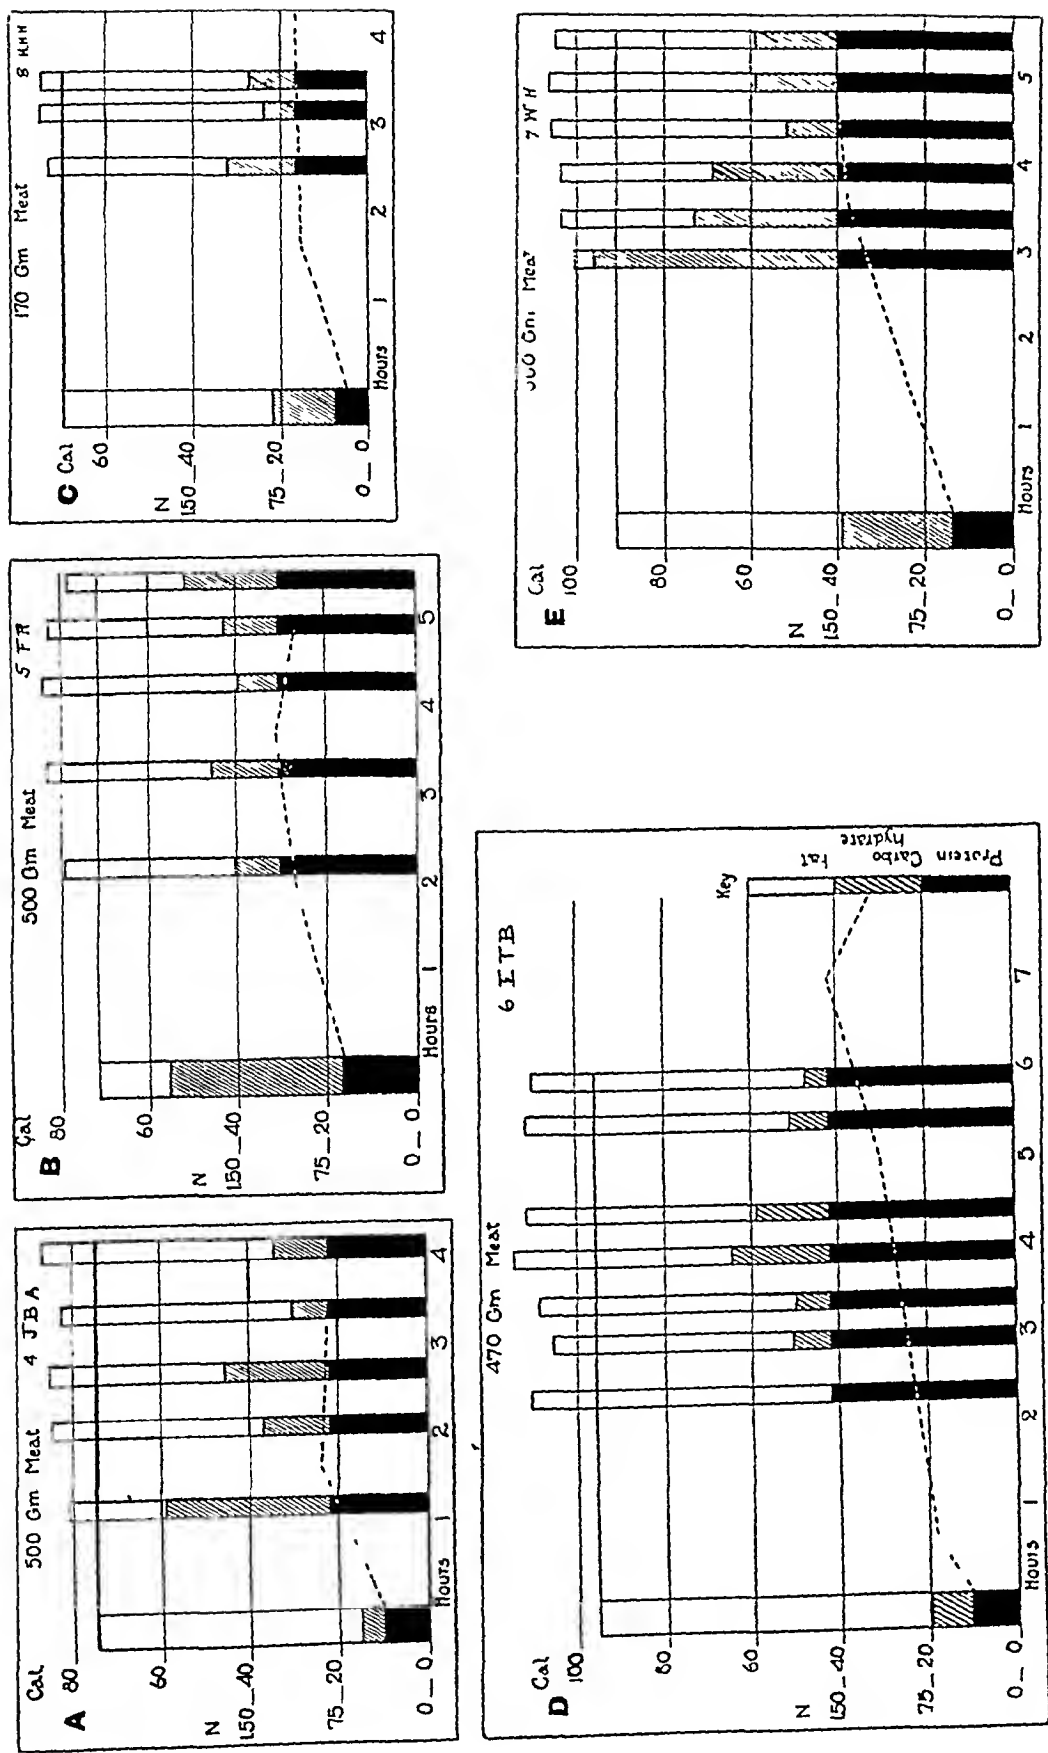 A
500 Gm Meat 4 JBA
Cal
80
60
N
150_40
75_20
0_0
Hours 1 2 3 4
B
500 Gm Meat 5 FR
Cal
80
60
N
150_40
75_20
0_0
Hours 1 2 3 4 5
C
170 Gm Meat 8
Cal
60
N
150_40
75_20
0_0
Hours 1 2 3 4
D
470 Gm Meat 6 ETB
Cal
100
80
60
N
150_40
75_20
0_0
Hours 1 2 3 4 5 6 7
Key
Fat
Carbo
hydrate
Protein
E
Gm Meat 7 WH
Cal
100
80
60
N
150_40
75_20
0_0
Hours 1 2 3 4 5